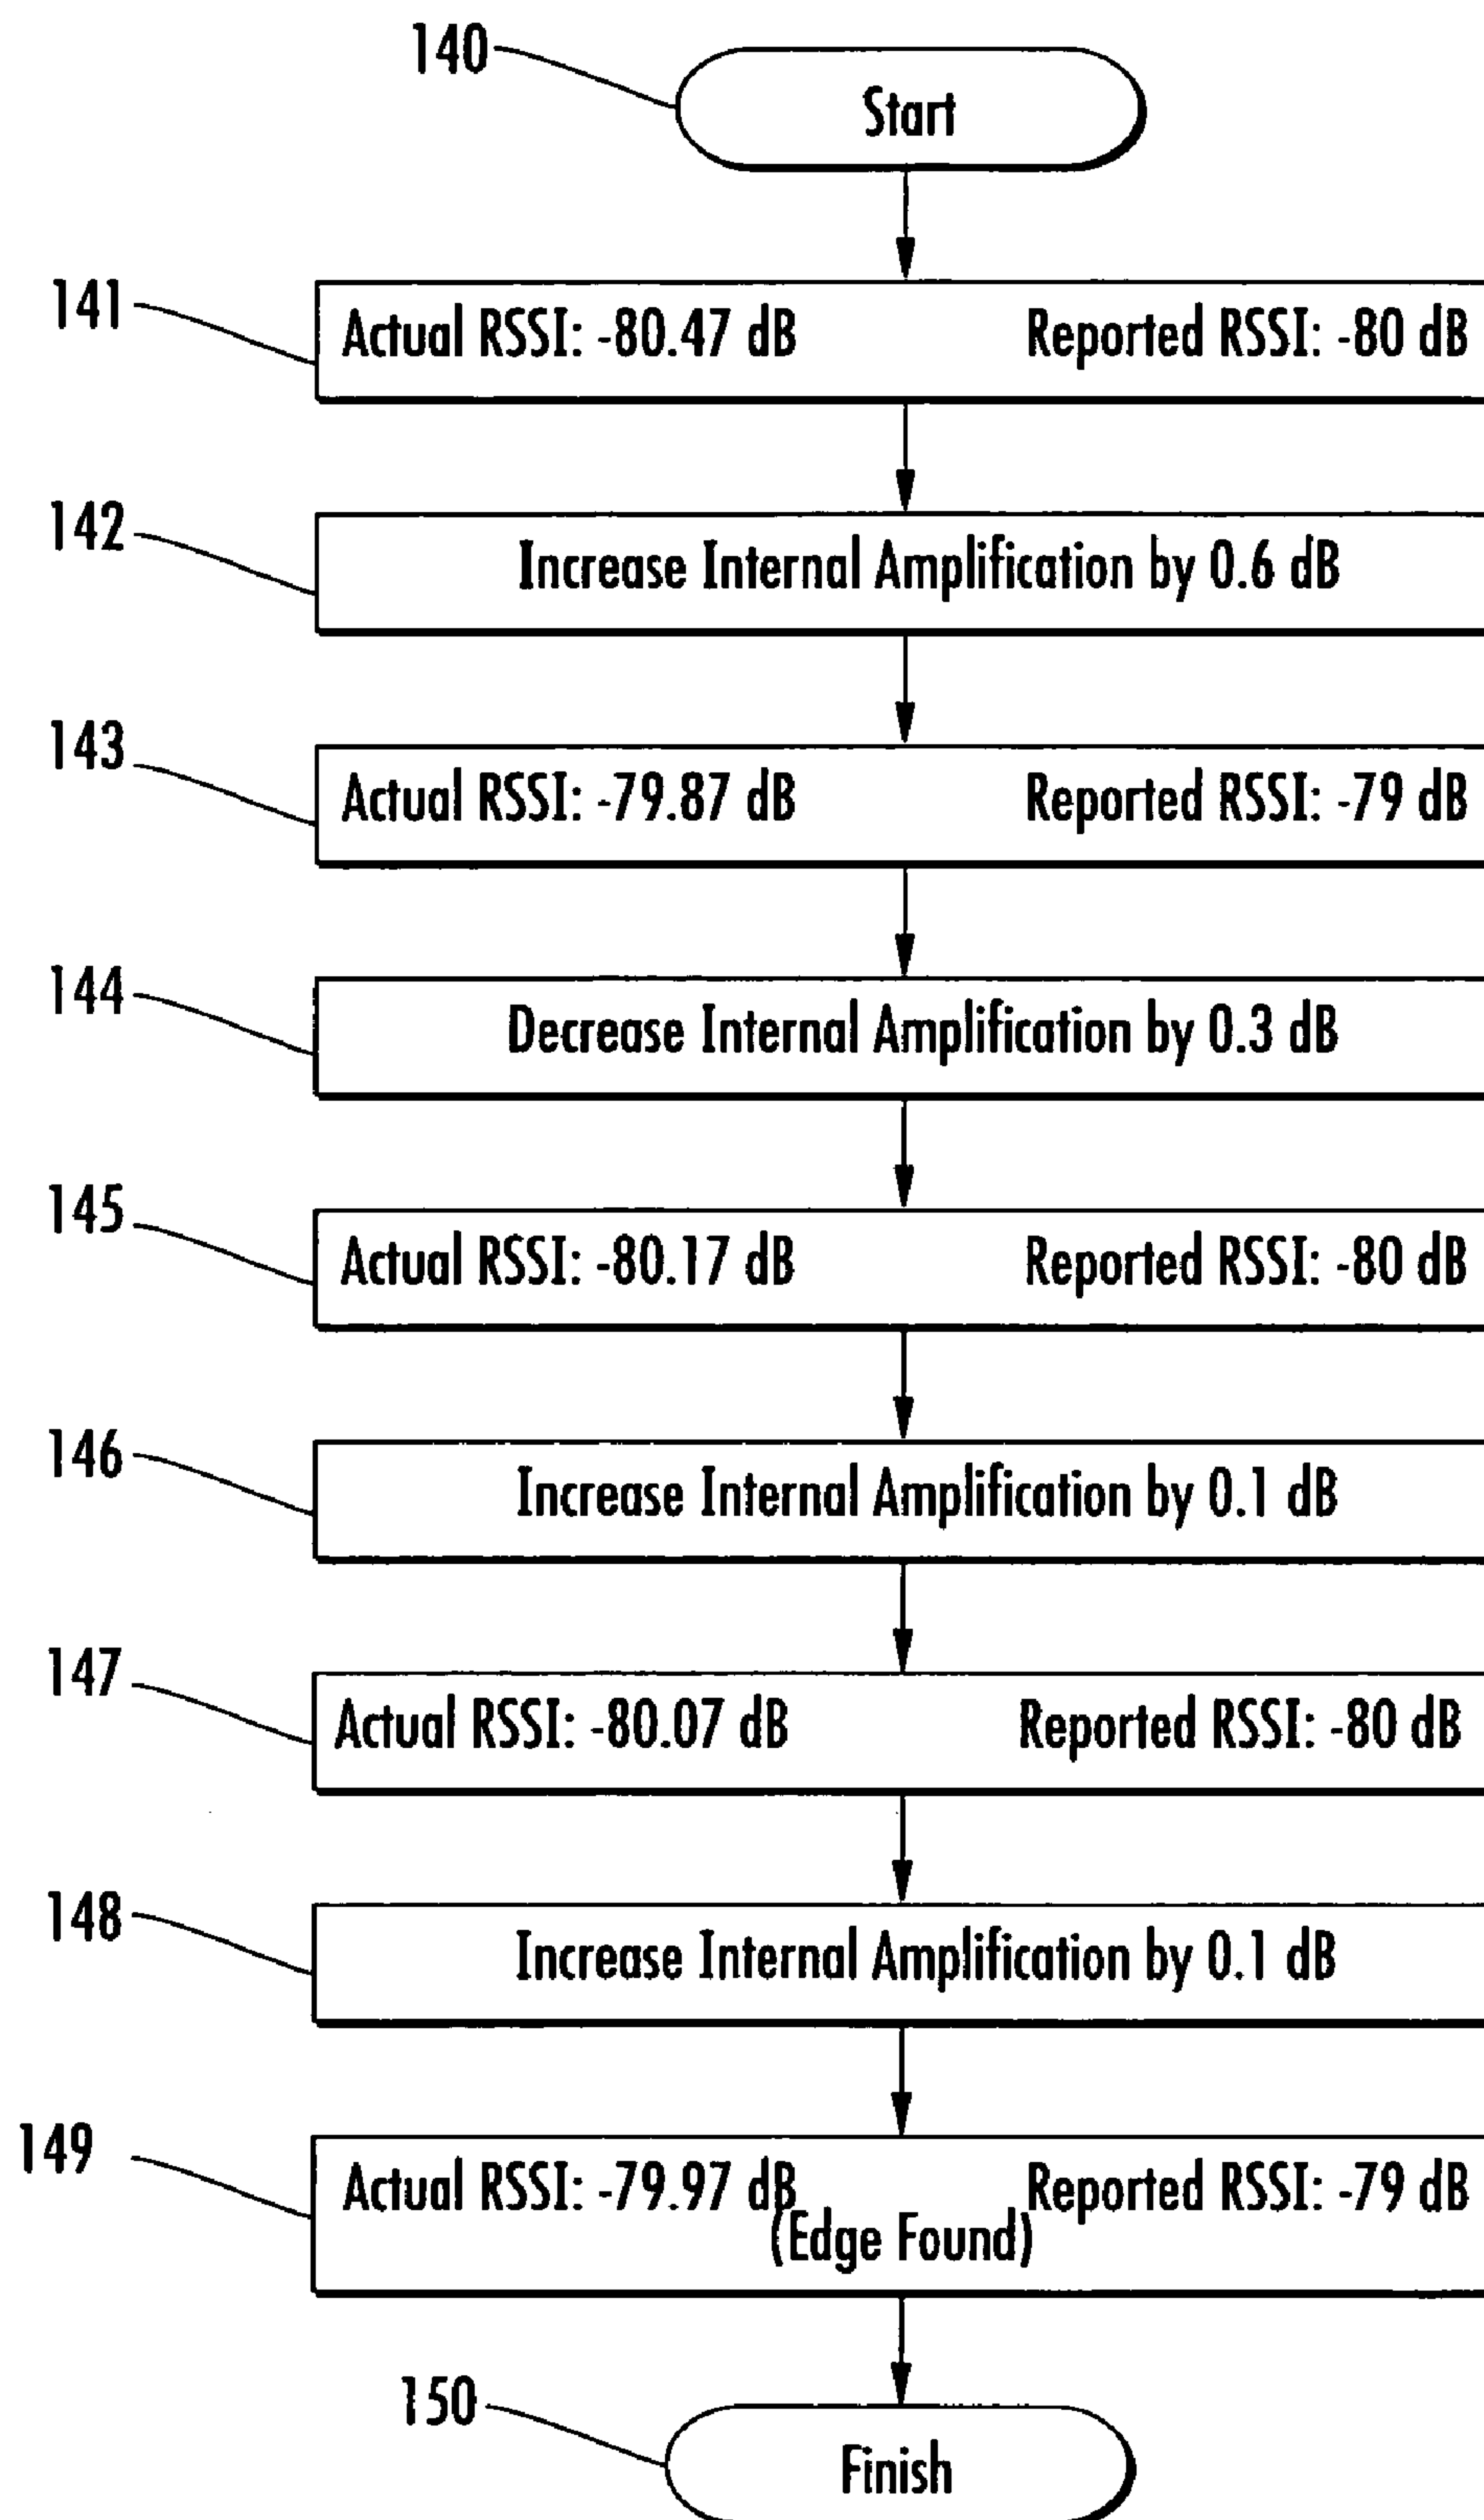 140
Start
141
Actual RSSI: -80.47 dB Reported RSSI: -80 dB
142
Increase Internal Amplification by 0.6 dB
143
Actual RSSI: -79.87 dB Reported RSSI: -79 dB
144
Decrease Internal Amplification by 0.3 dB
145
Actual RSSI: -80.17 dB Reported RSSI: -80 dB
146
Increase Internal Amplification by 0.1 dB
147
Actual RSSI: -80.07 dB Reported RSSI: -80 dB
148
Increase Internal Amplification by 0.1 dB
149
Actual RSSI: -79.97 dB Reported RSSI: -79 dB
(Edge Found)
150
Finish